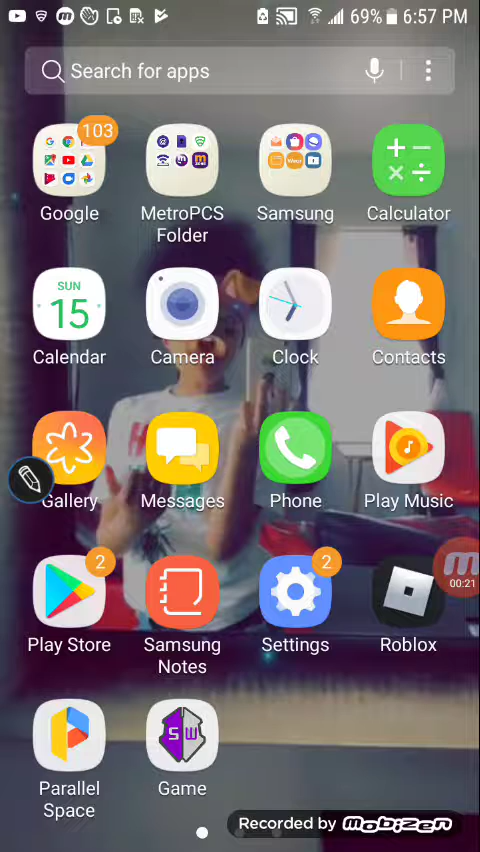 69% 6:57 PM
Search for apps
103
Google
MetroPCS
Folder
Samsung
Calculator
SUN
15
Calendar
Camera
Clock
Contacts
Gallery
Messages
Phone
Play Music
00:21
2
Play Store
Samsung
Notes
2
Settings
Roblox
Parallel
Space
S W
Game
Recorded by mobizen